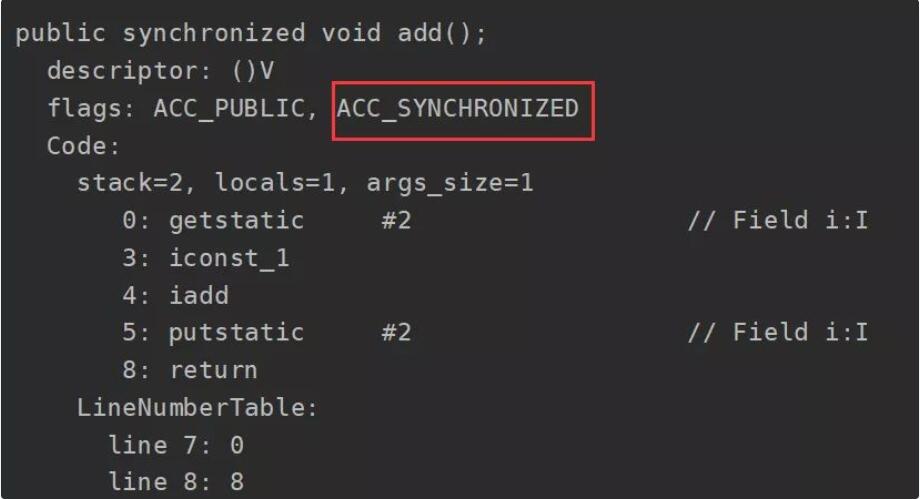 public synchronized void add();
descriptor: ()V
flags: ACC_PUBLIC, ACC_SYNCHRONIZED
Code:
stack=2, locals=1, args_size=1
0: getstatic #2 // Field i:I
3: iconst_1
4: iadd
5: putstatic #2 // Field i:I
8: return
LineNumberTable:
line 7: 0
line 8: 8